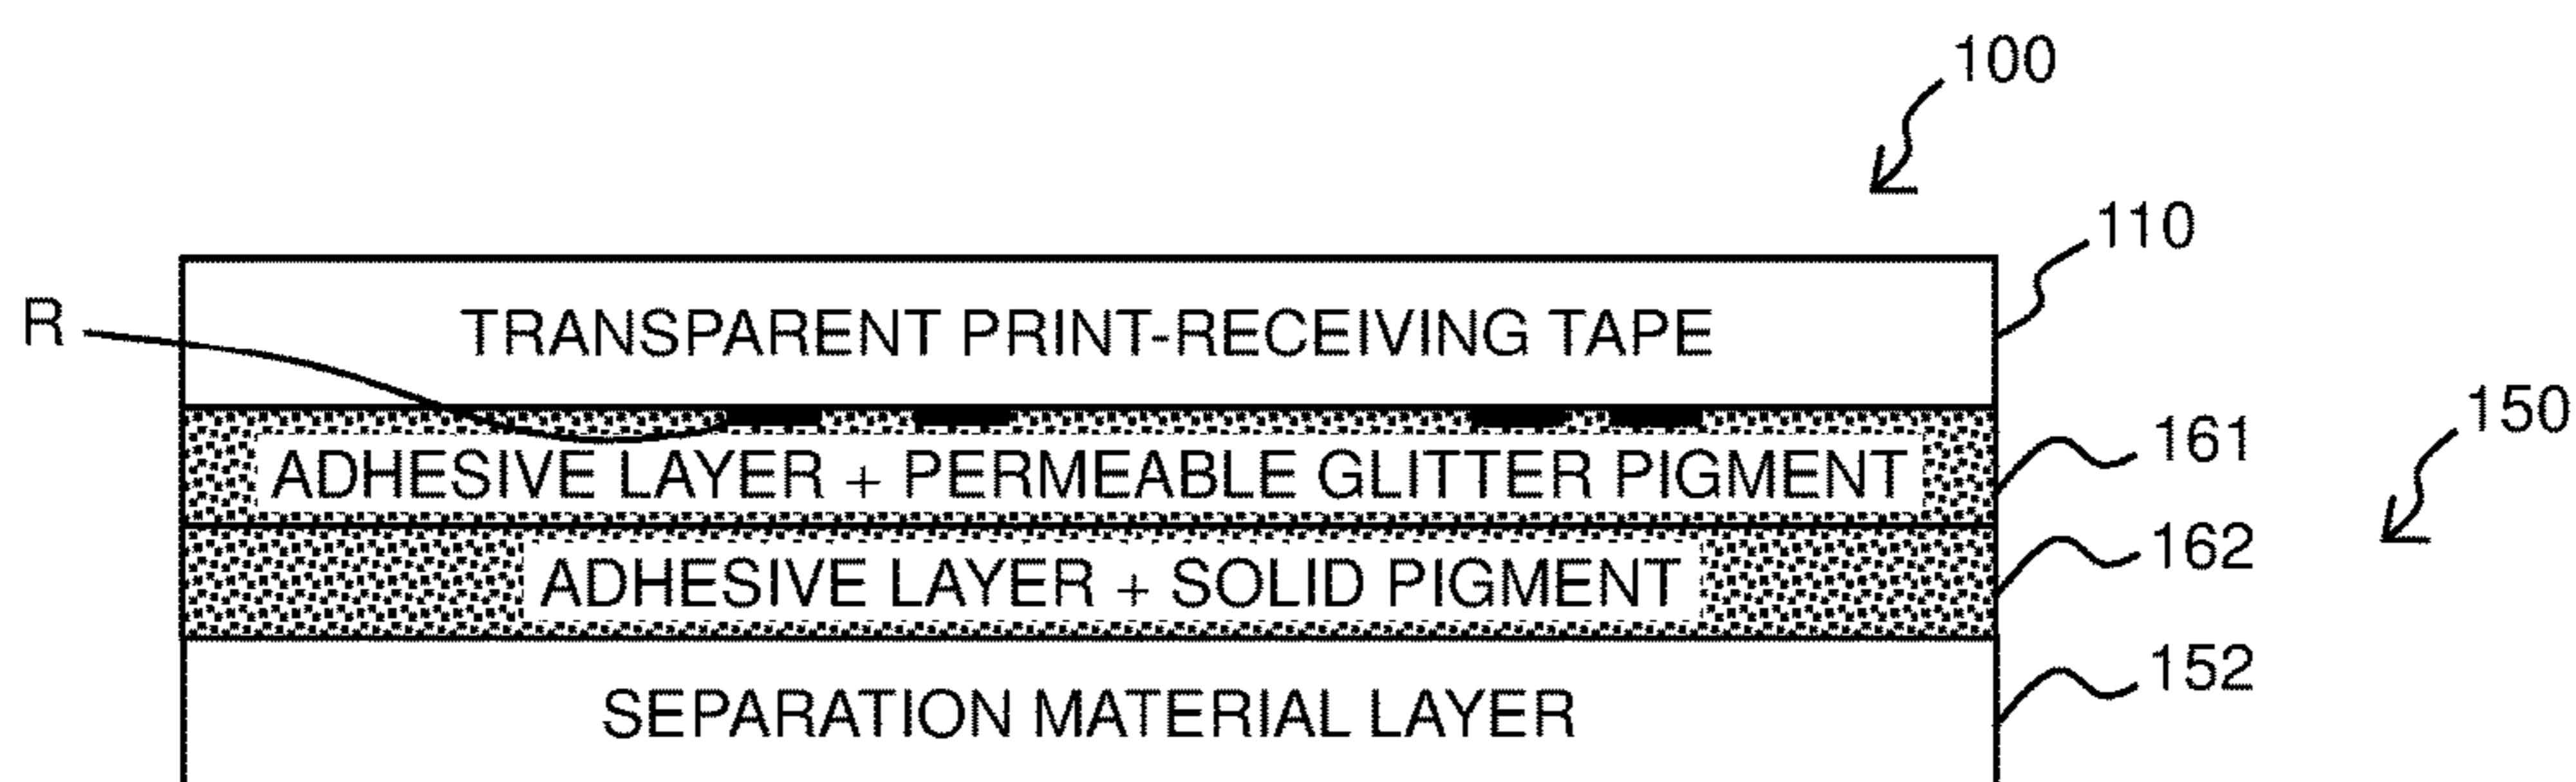 100
110
TRANSPARENT PRINT-RECEIVING TAPE
R
150
161
ADHESIVE LAYER + PERMEABLE GLITTER PIGMENT
162
ADHESIVE LAYER + SOLID PIGMENT
152
SEPARATION MATERIAL LAYER